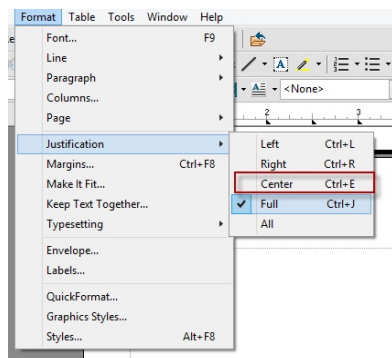 Format Table Tools Window Help
Font... F9
Line
Paragraph
Columns...
Page
<None>
2 3
Justification
Left Ctrl+L
Margins... Ctrl+F8
Right Ctrl+R
Make It Fit...
Center Ctrl+E
Keep Text Together...
Full Ctrl+J
Typesetting
All
Envelope...
Labels...
QuickFormat...
Graphics Styles...
Styles... Alt+F8